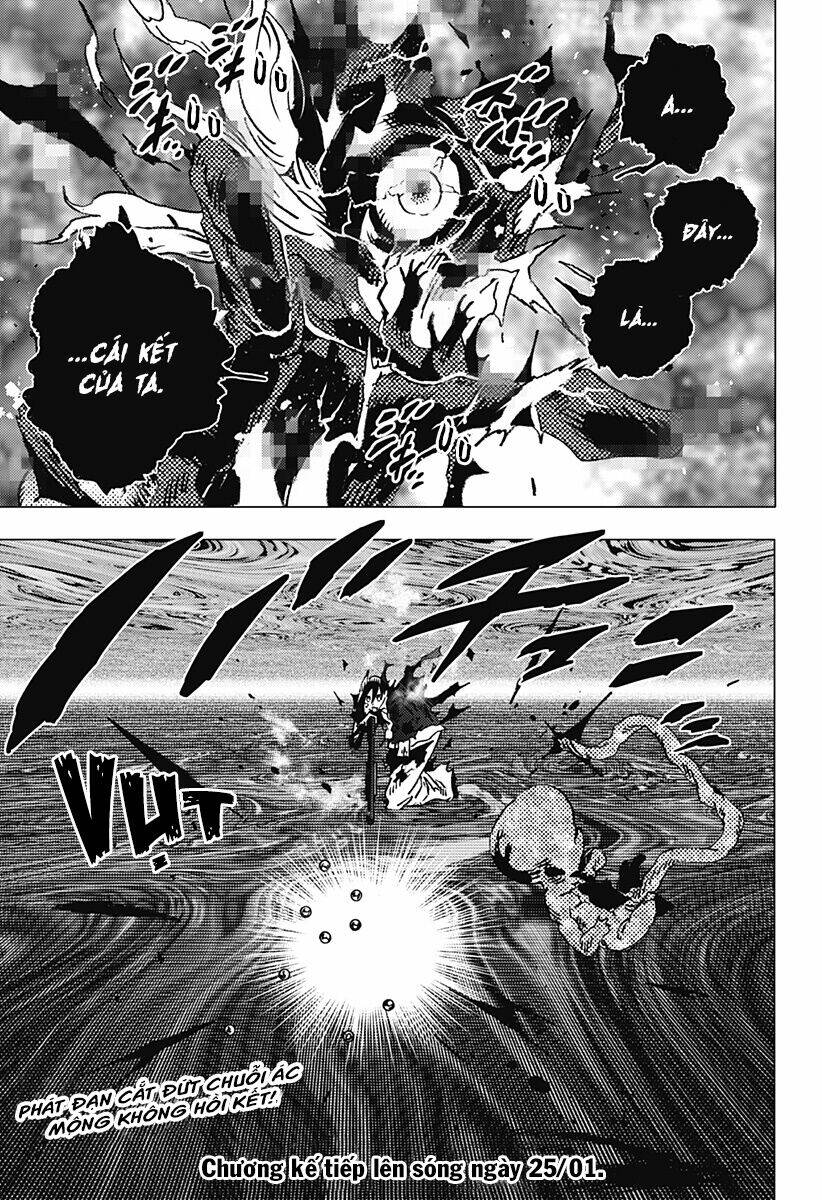 A...
ĐÂY...
LÀ...
...CÁI KẾT
CỦA TA.
Ù Ù
Ù Ù
Ù Ù
Ù Ù
Ù Ù
VỤT
PHÁT ĐẠN CẮT ĐỨT CHUỖI ÁC
MỘNG KHÔNG HỒI KẾT!
Chương kế tiếp lên sóng ngày 25/01.